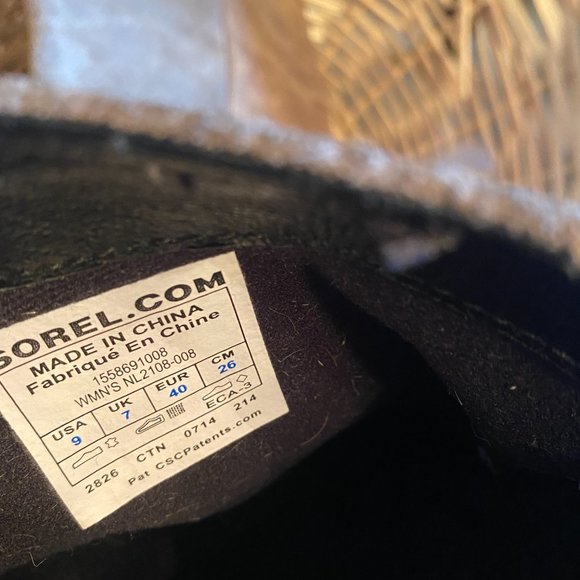 SOREL.COM
MADE IN CHINA
Fabriqué En Chine
1558691008
WMN'S NL2108-008
USA UK EUR CM
9 7 40 26
ECA-3
2826 CTN 0714 214
Pat CSCPatents.com